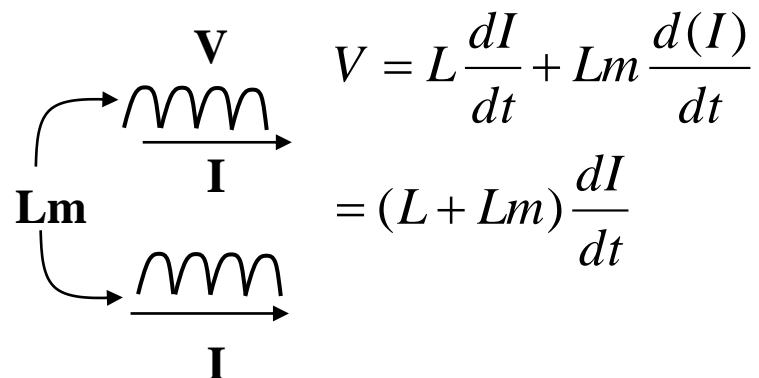 V
V = L dI/dt + Lm d(I)/dt
I
Lm
= (L + Lm) dI/dt
I